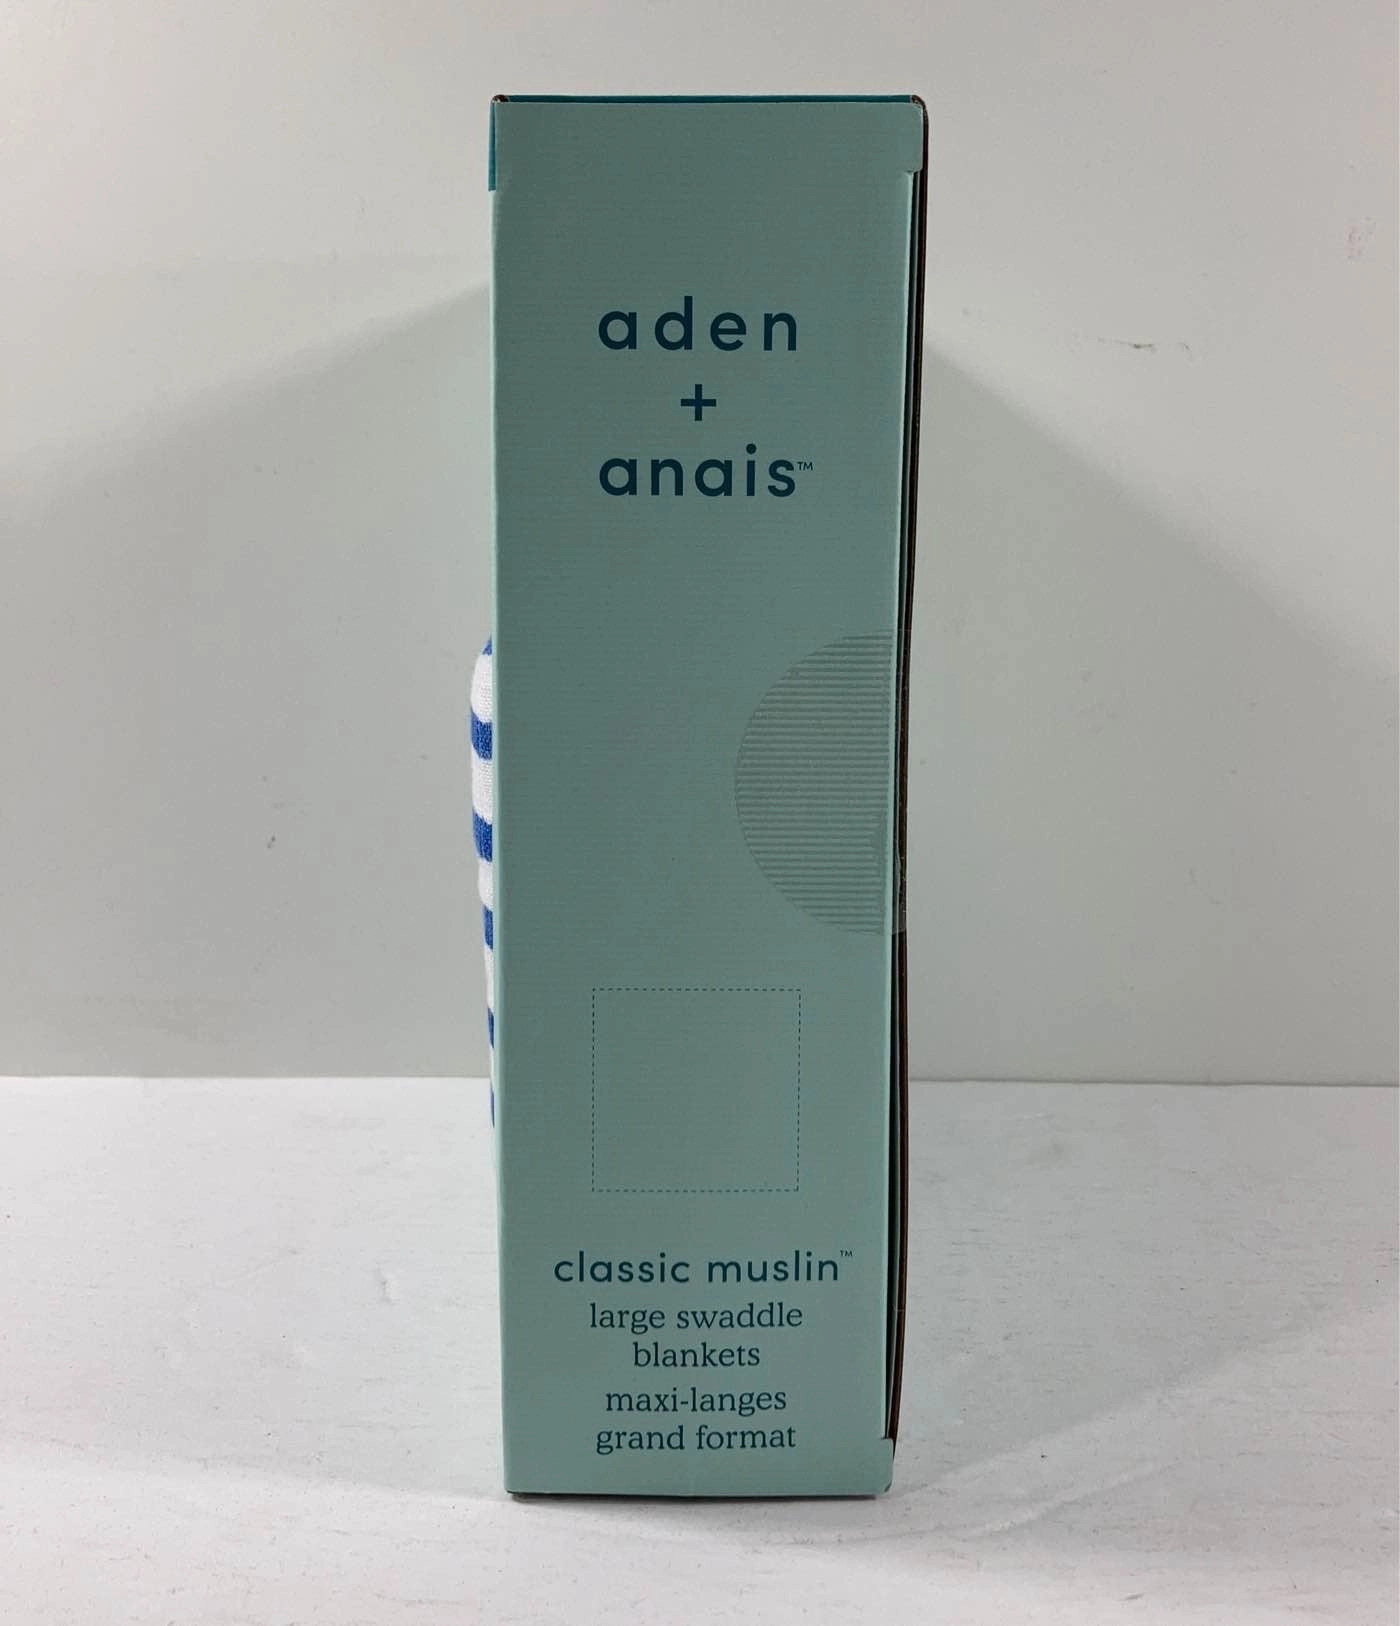 aden
+
anais™
classic muslin™
large swaddle
blankets
maxi-langes
grand format